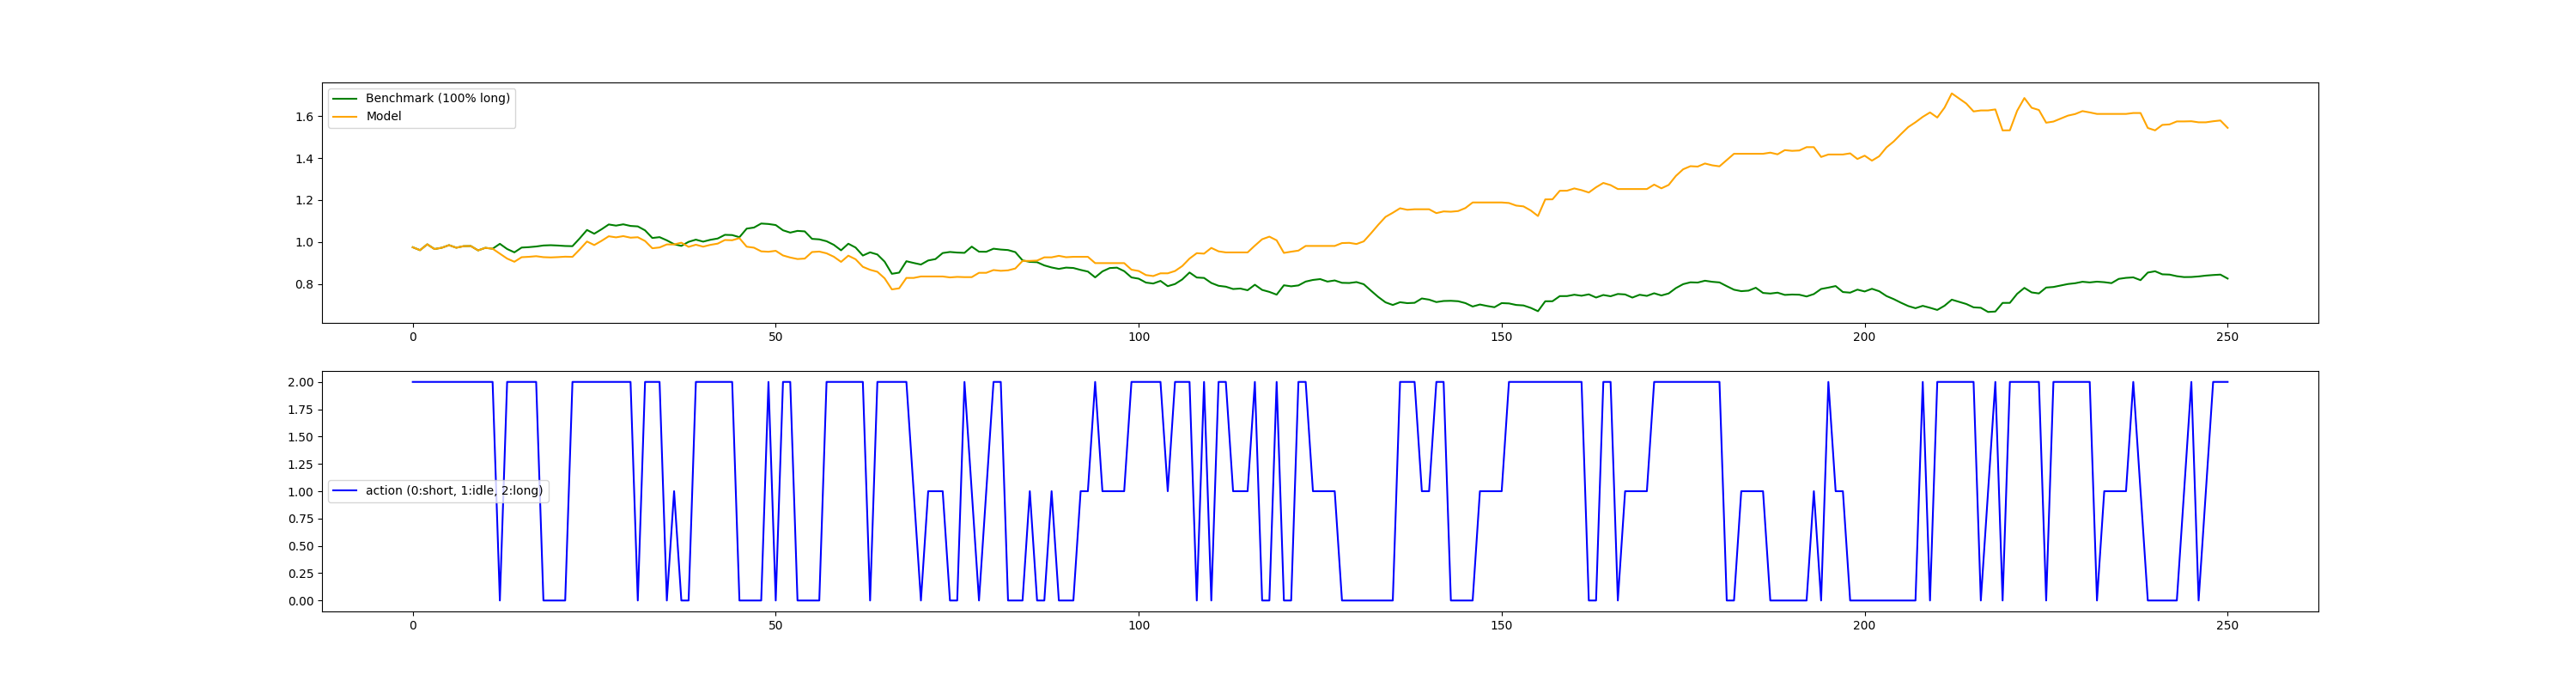 Benchmark (100% long)
Model
1.6
1.4
1.2
1.0
0.8
0 50 100 150 200 250
2.00
1.75
1.50
1.25
1.00
0.75
0.50
0.25
0.00
action (0:short, 1:idle, 2:long)
0 50 100 150 200 250